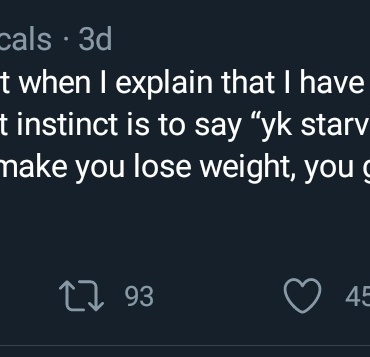 cals · 3d
t when I explain that I have
t instinct is to say “yk starv
make you lose weight, you g
93 45